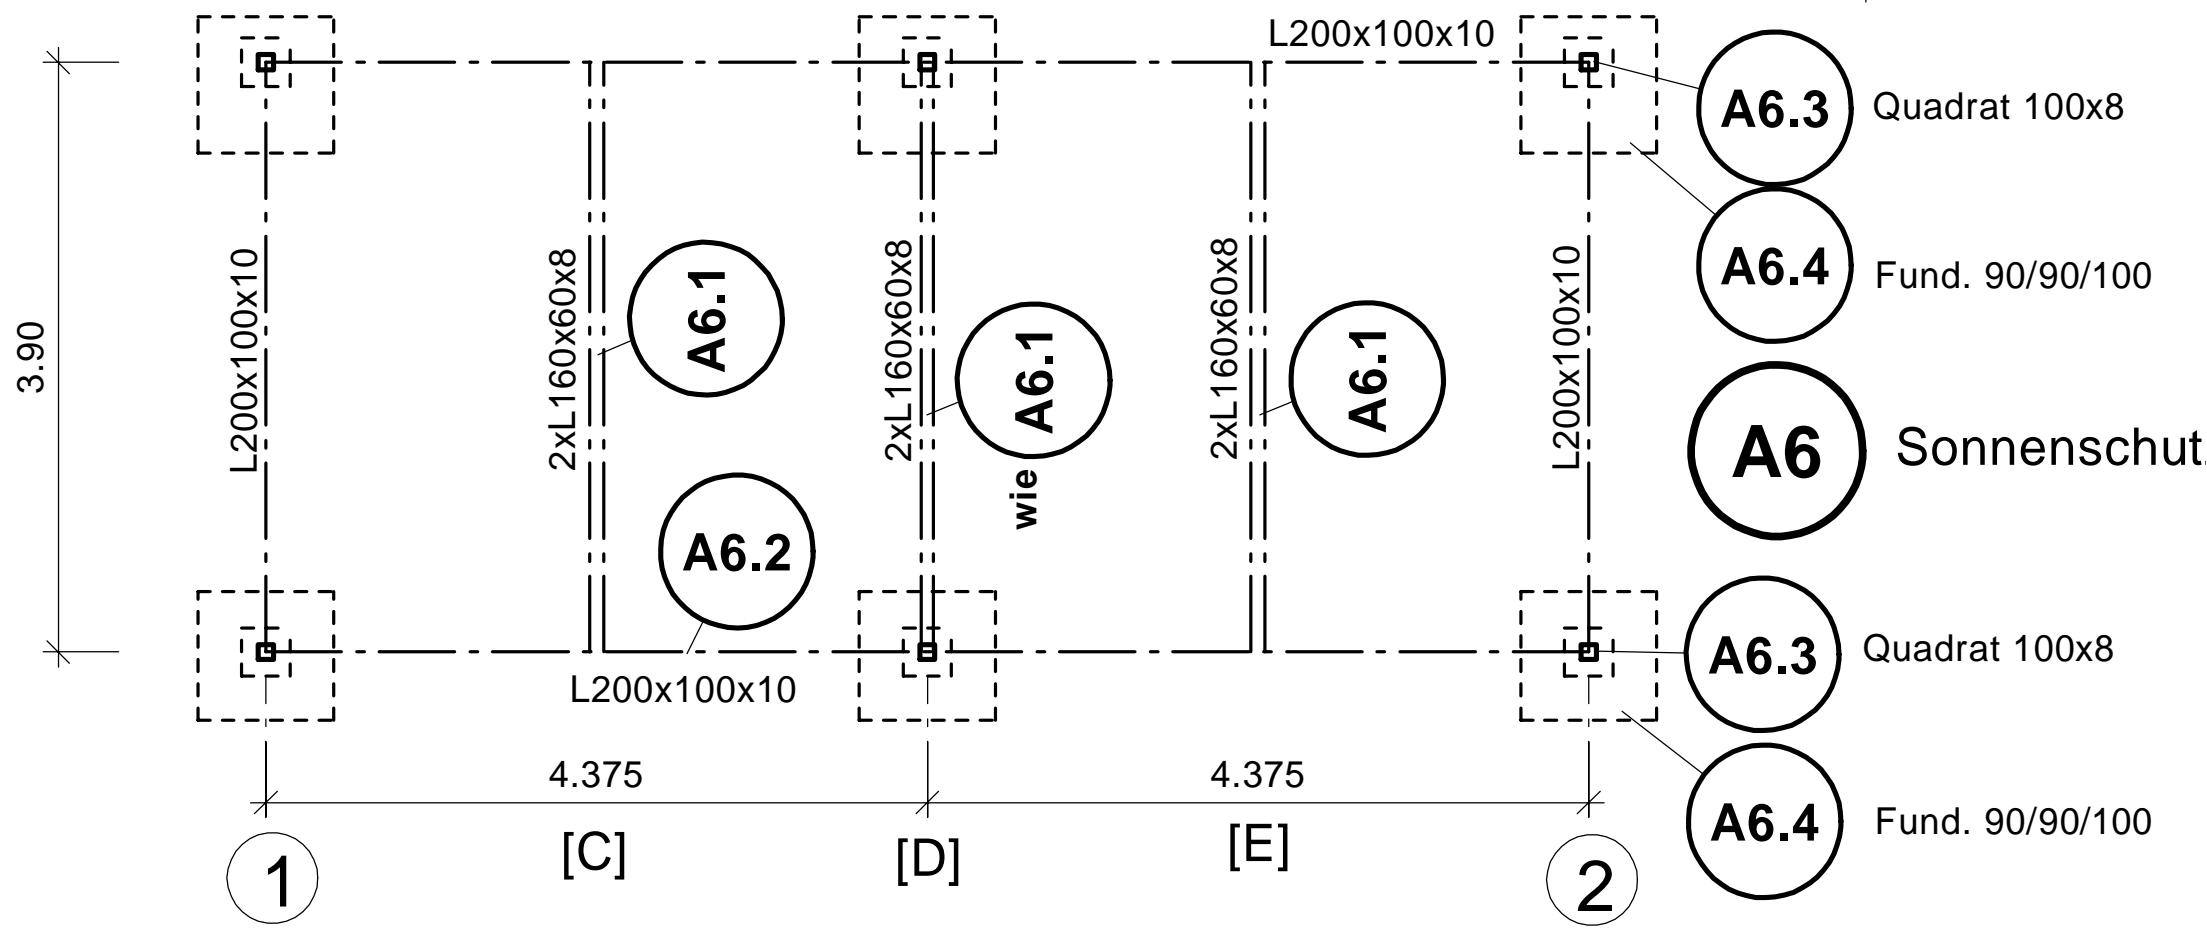 L200x100x10
A6.3 Quadrat 100x8
A6.4 Fund. 90/90/100
3.90
L200x100x10
2xL160x60x8
A6.1
2xL160x60x8
wie A6.1
2xL160x60x8
A6.1
L200x100x10
A6 Sonnenschut
A6.2
L200x100x10
A6.3 Quadrat 100x8
A6.4 Fund. 90/90/100
4.375
4.375
1
[C]
[D]
[E]
2